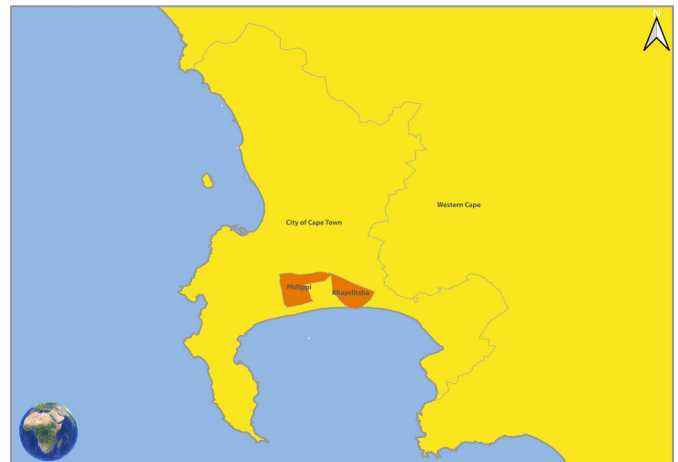 N
City of Cape Town
Western Cape
Philippi
Khayelitsha